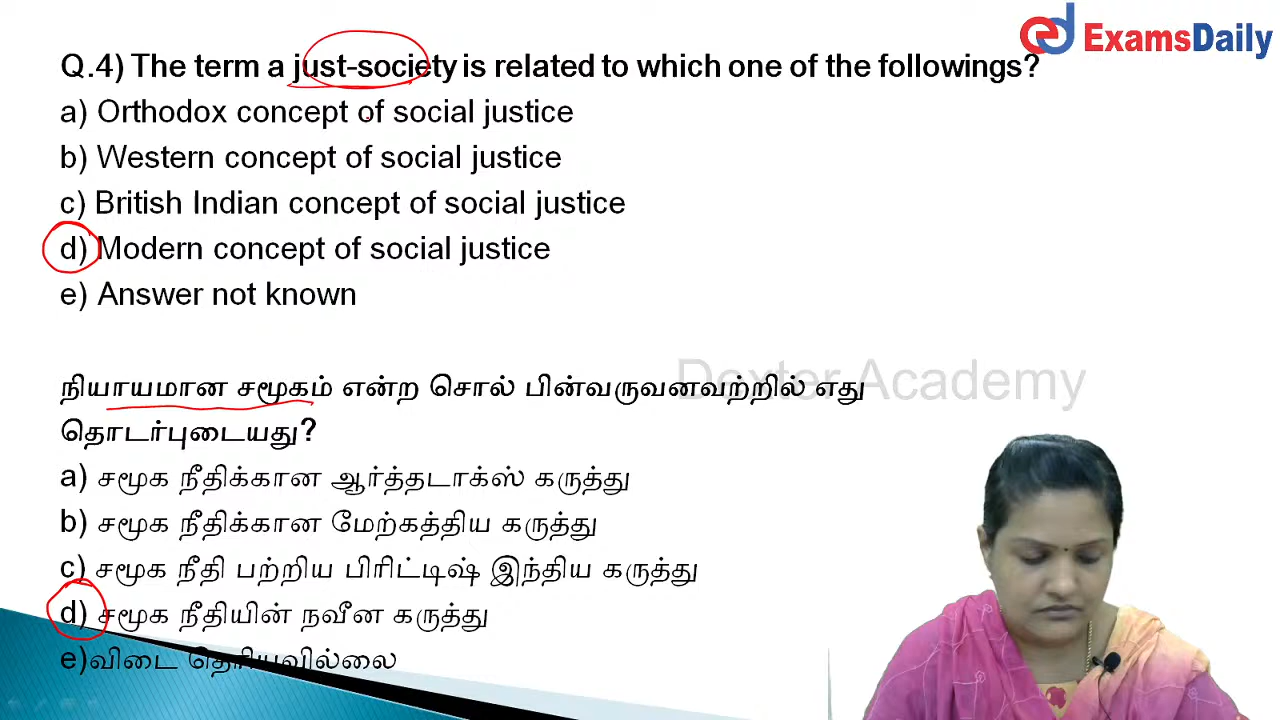 ExamsDaily
Q.4) The term a just-society is related to which one of the followings?
a) Orthodox concept of social justice
b) Western concept of social justice
c) British Indian concept of social justice
d) Modern concept of social justice
e) Answer not known
Dexter Academy
நியாயமான சமூகம் என்ற சொல் பின்வருவனவற்றில் எது
தொடர்புடையது?
a) சமூக நீதிக்கான ஆர்த்தடாக்ஸ் கருத்து
b) சமூக நீதிக்கான மேற்கத்திய கருத்து
c) சமூக நீதி பற்றிய பிரிட்டிஷ் இந்திய கருத்து
d) சமூக நீதியின் நவீன கருத்து
e)விடை தெரியவில்லை